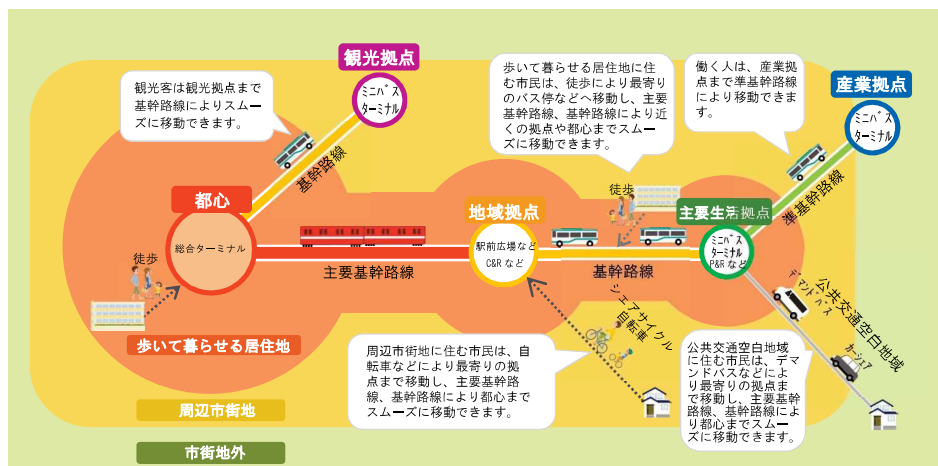 観光拠点
ミニバス
ターミナル
観光客は観光拠点まで
基幹路線によりスムー
ズに移動できます。
基幹路線
歩いて暮らせる居住地に住
む市民は、徒歩により最寄り
のバス停などへ移動し、主要
基幹路線、基幹路線により近
くの拠点や都心までスムー
ズに移動できます。
働く人は、産業拠
点まで準基幹路線
により移動できま
す。
産業拠点
ミニバス
ターミナル
準基幹路線
都心
総合ターミナル
徒歩
主要基幹路線
地域拠点
駅前広場など
C&Rなど
徒歩
基幹路線
主要生活拠点
ミニバス
ターミナル
P&Rなど
シェアサイクル
自転車
デマンドバス
公共交通空白地域
カーシェア
歩いて暮らせる居住地
周辺市街地に住む市民は、自
転車などにより最寄りの拠
点まで移動し、主要基幹路
線、基幹路線により都心まで
スムーズに移動できます。
公共交通空白地域
に住む市民は、デマ
ンドバスなどによ
り最寄りの拠点ま
で移動し、主要基幹
路線、基幹路線によ
り都心までスムー
ズに移動できます。
周辺市街地
市街地外